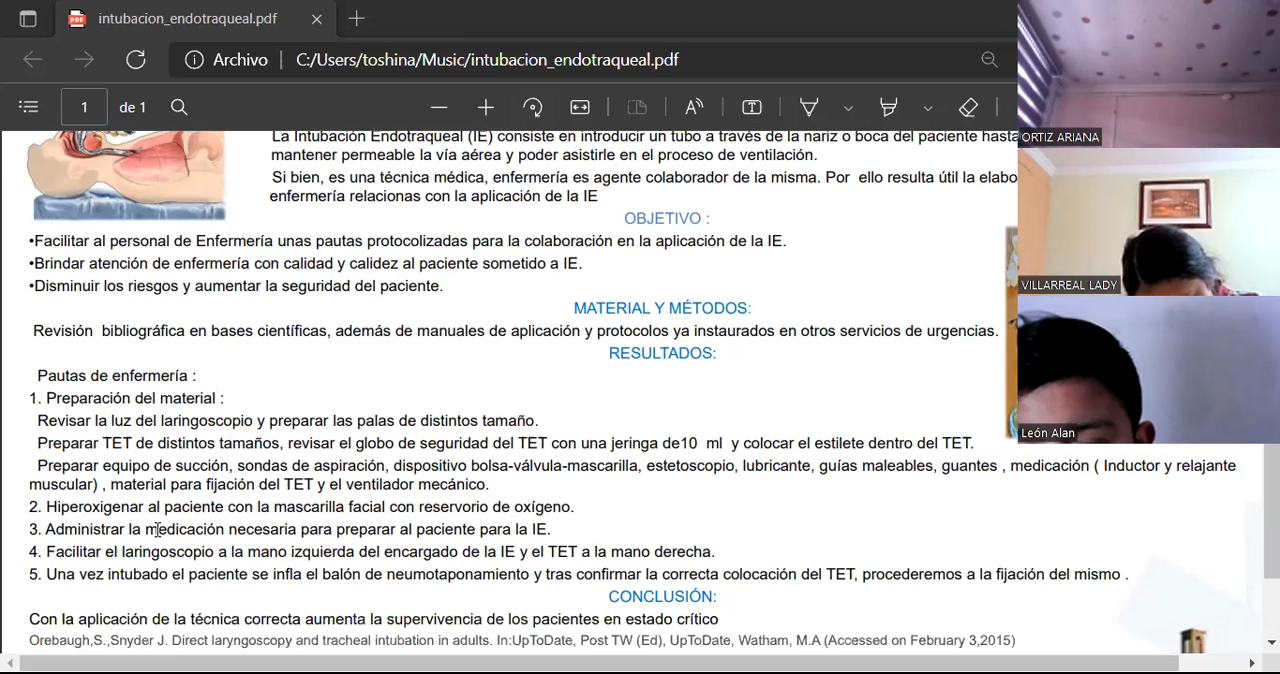 intubacion_endotraqueal.pdf
Archivo
C:/Users/toshina/Music/intubacion_endotraqueal.pdf
1 de 1
La Intubación Endotraqueal (IE) consiste en introducir un tubo a través de la nariz o boca del paciente hasta
mantener permeable la vía aérea y poder asistirle en el proceso de ventilación.
Si bien, es una técnica médica, enfermería es agente colaborador de la misma. Por ello resulta útil la elabo
enfermería relacionas con la aplicación de la IE
OBJETIVO :
•Facilitar al personal de Enfermería unas pautas protocolizadas para la colaboración en la aplicación de la IE.
•Brindar atención de enfermería con calidad y calidez al paciente sometido a IE.
•Disminuir los riesgos y aumentar la seguridad del paciente.
MATERIAL Y MÉTODOS:
Revisión bibliográfica en bases científicas, además de manuales de aplicación y protocolos ya instaurados en otros servicios de urgencias.
RESULTADOS:
Pautas de enfermería :
1. Preparación del material :
Revisar la luz del laringoscopio y preparar las palas de distintos tamaño.
Preparar TET de distintos tamaños, revisar el globo de seguridad del TET con una jeringa de10 ml y colocar el estilete dentro del TET.
Preparar equipo de succión, sondas de aspiración, dispositivo bolsa-válvula-mascarilla, estetoscopio, lubricante, guías maleables, guantes , medicación ( Inductor y relajante
muscular) , material para fijación del TET y el ventilador mecánico.
2. Hiperoxigenar al paciente con la mascarilla facial con reservorio de oxígeno.
3. Administrar la medicación necesaria para preparar al paciente para la IE.
4. Facilitar el laringoscopio a la mano izquierda del encargado de la IE y el TET a la mano derecha.
5. Una vez intubado el paciente se infla el balón de neumotaponamiento y tras confirmar la correcta colocación del TET, procederemos a la fijación del mismo .
CONCLUSIÓN:
Con la aplicación de la técnica correcta aumenta la supervivencia de los pacientes en estado crítico
Orebaugh,S.,Snyder J. Direct laryngoscopy and tracheal intubation in adults. In:UpToDate, Post TW (Ed), UpToDate, Watham, M.A (Accessed on February 3,2015)
ORTIZ ARIANA
VILLARREAL LADY
León Alan